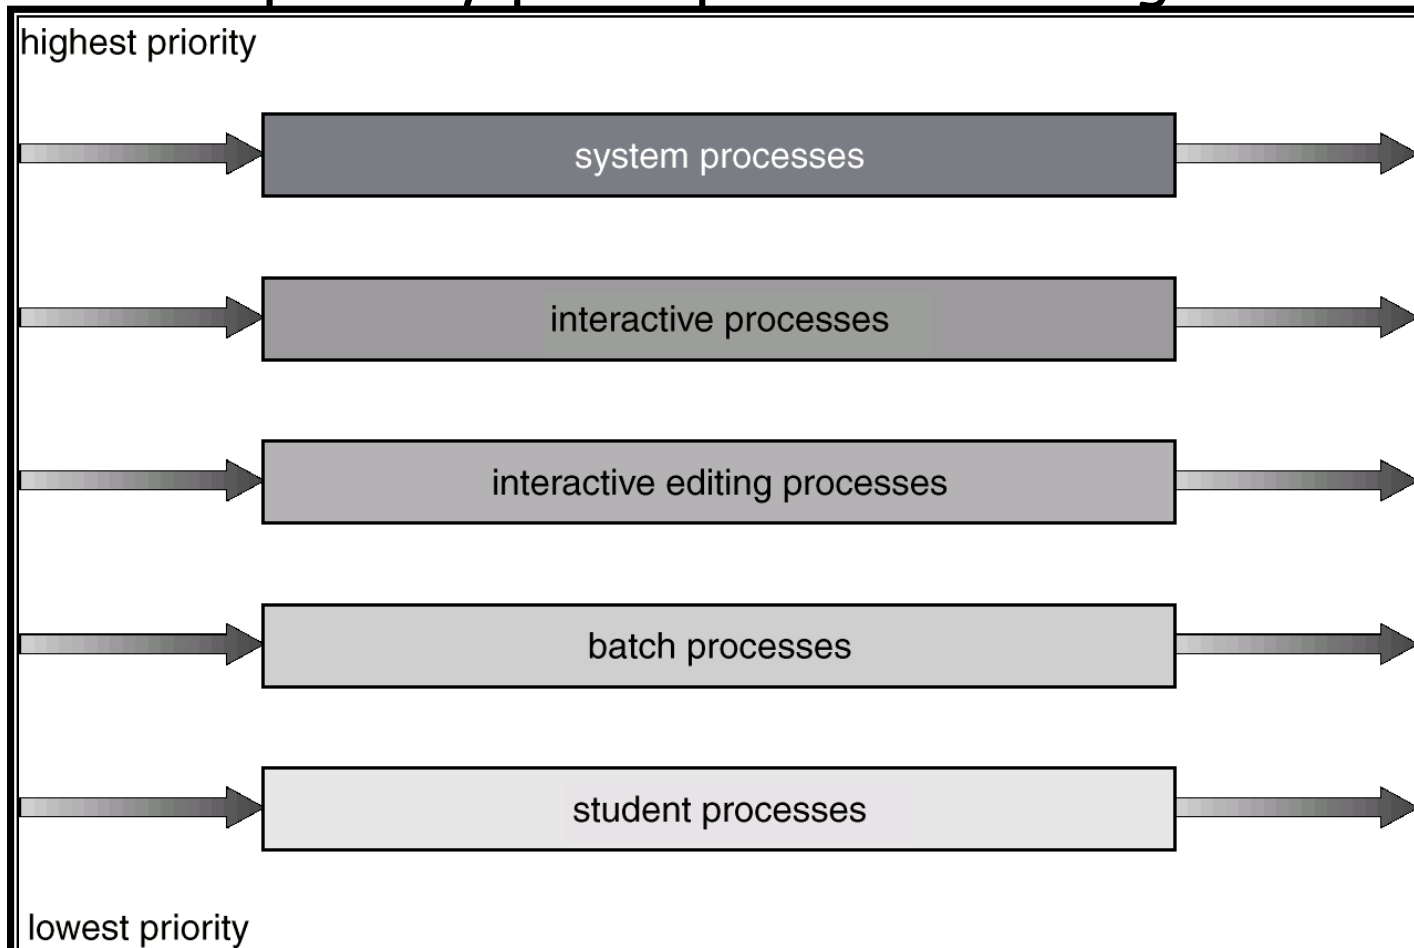 highest priority
system processes
interactive processes
interactive editing processes
batch processes
student processes
lowest priority